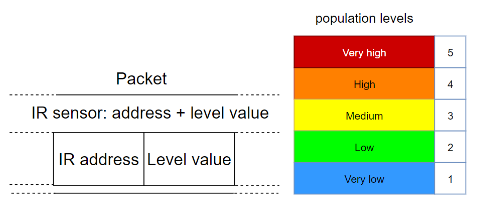 Packet
IR sensor: address + level value
IR address Level value
population levels
Very high 5
High 4
Medium 3
Low 2
Very low 1